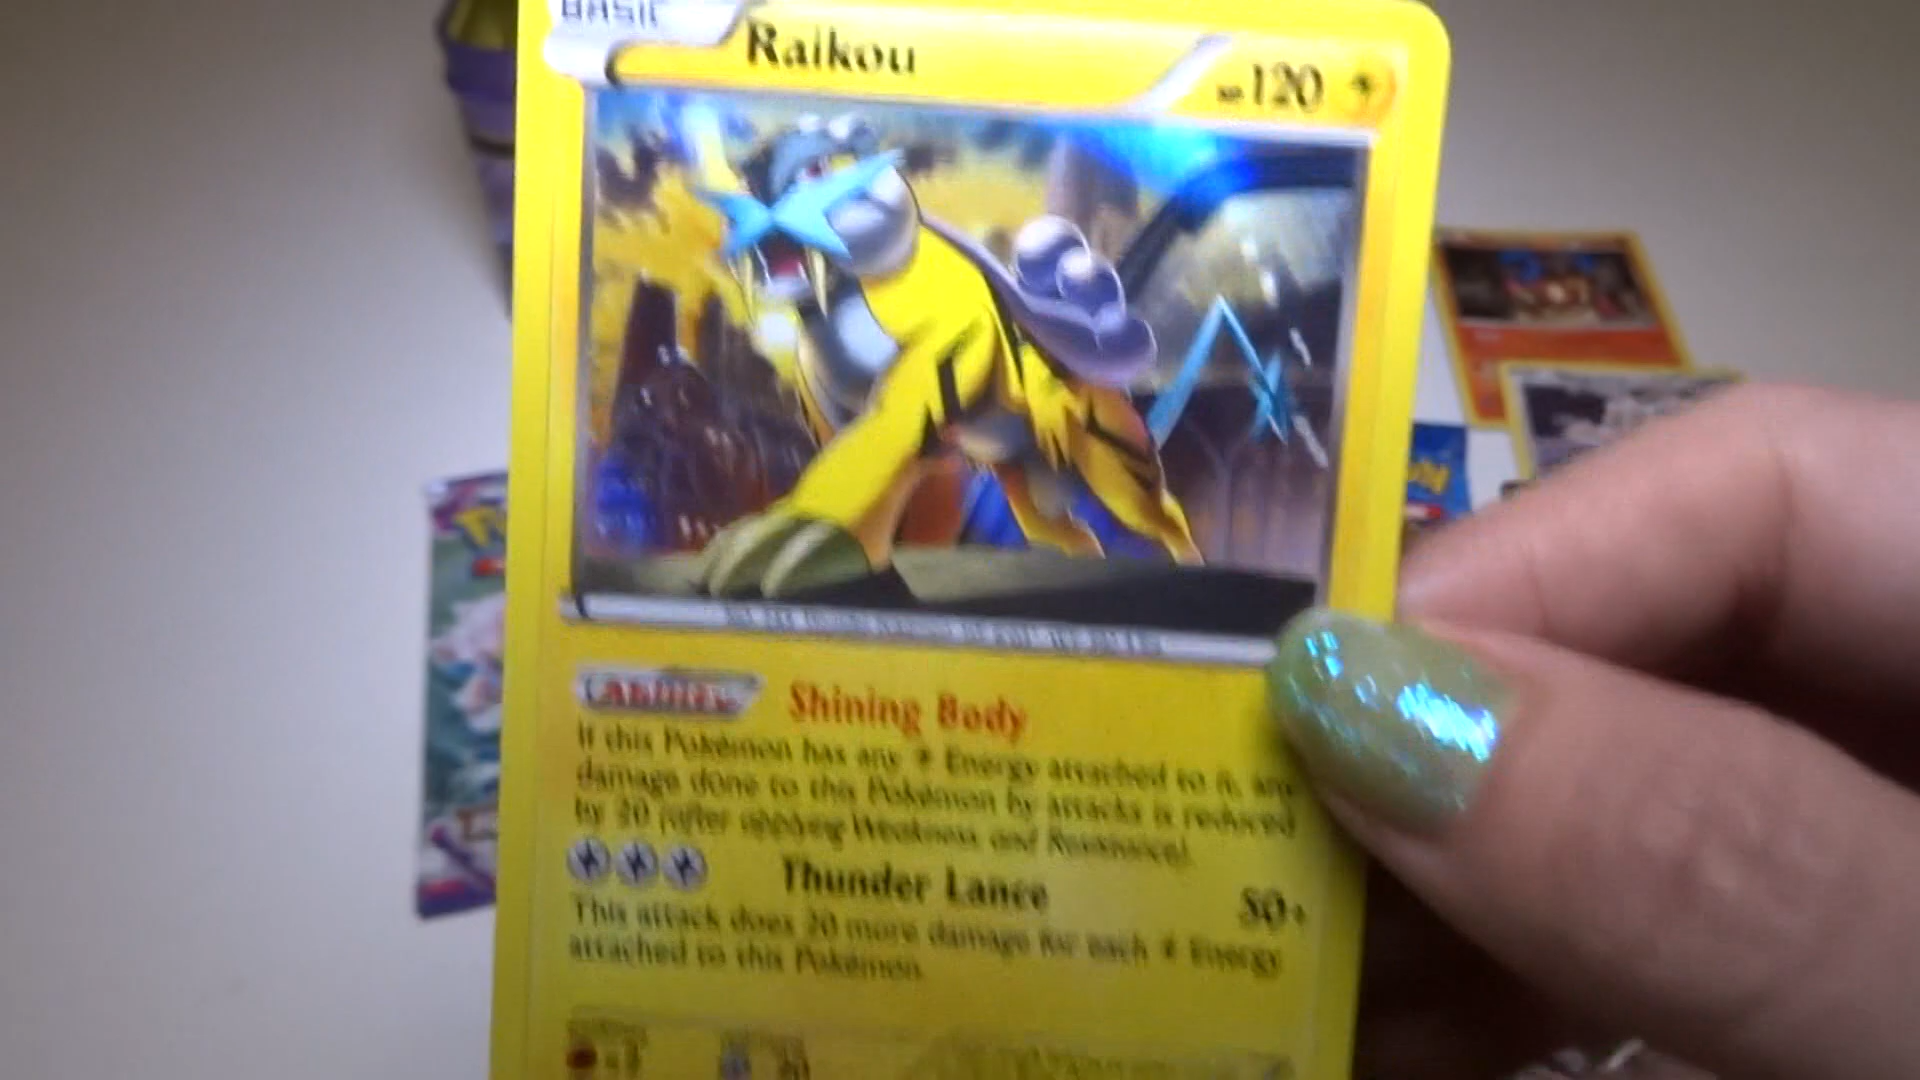 BASIC
Raikou
HP120
Ability Shining Body
If this Pokémon has any Energy attached to it, any
damage done to this Pokémon by attacks is reduced
by 20 (after applying Weakness and Resistance).
Thunder Lance 50+
This attack does 20 more damage for each Energy
attached to this Pokémon.
×2
-20